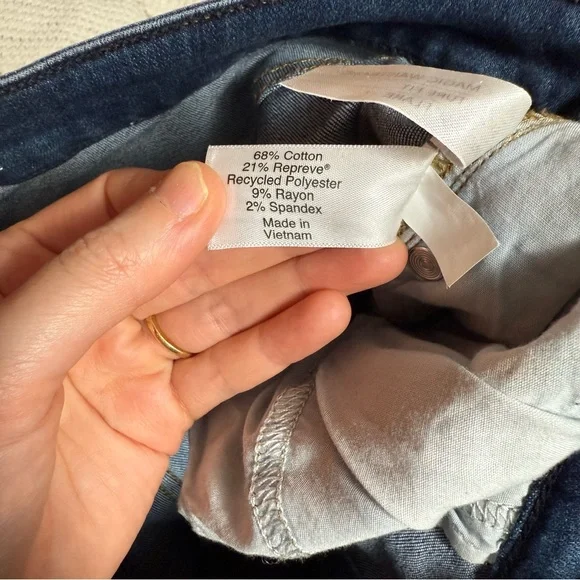 68% Cotton
21% Repreve®
Recycled Polyester
9% Rayon
2% Spandex
Made in
Vietnam